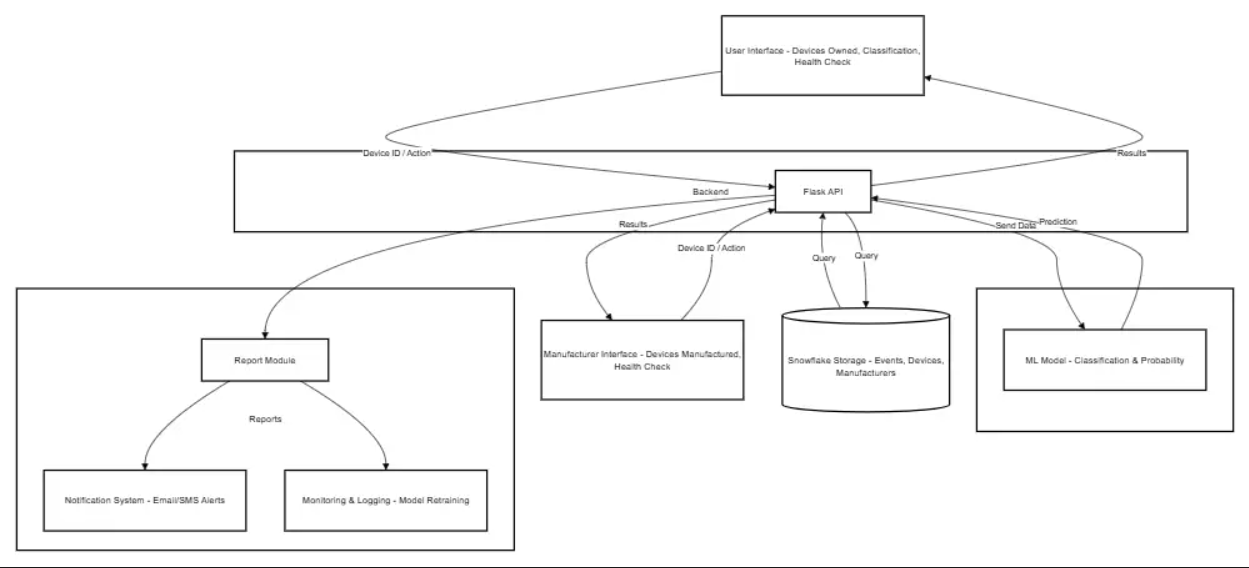 User Interface - Devices Owned, Classification,
Health Check
Device ID / Action
Results
Backend
Flask API
Results
Send Data
Prediction
Device ID / Action
Query
Query
Report Module
Manufacturer Interface - Devices Manufactured,
Health Check
Snowflake Storage - Events, Devices,
Manufacturers
ML Model - Classification & Probability
Reports
Notification System - Email/SMS Alerts
Monitoring & Logging - Model Retraining